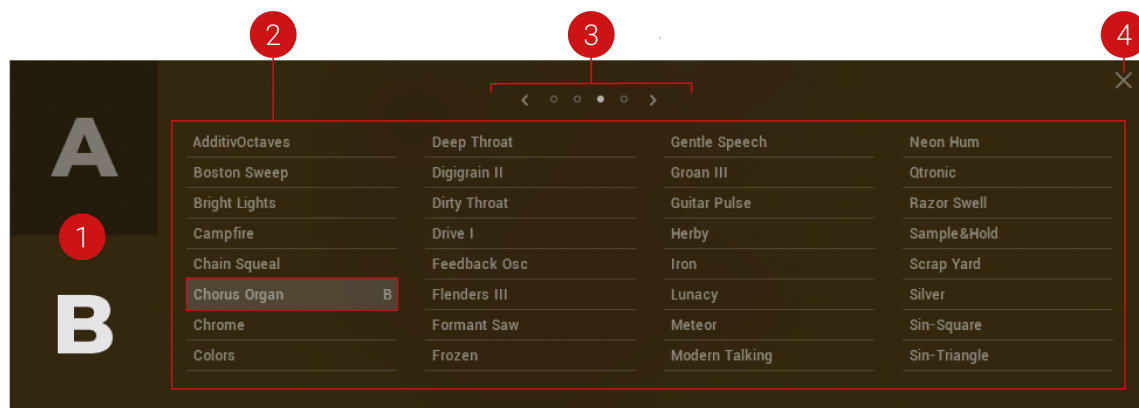 2
3
4
A
1
B
AdditivOctaves
Boston Sweep
Bright Lights
Campfire
Chain Squeal
Chorus Organ B
Chrome
Colors
Deep Throat
Digigrain II
Dirty Throat
Drive I
Feedback Osc
Flenders III
Formant Saw
Frozen
Gentle Speech
Groan III
Guitar Pulse
Herby
Iron
Lunacy
Meteor
Modern Talking
Neon Hum
Qtronic
Razor Swell
Sample&Hold
Scrap Yard
Silver
Sin-Square
Sin-Triangle